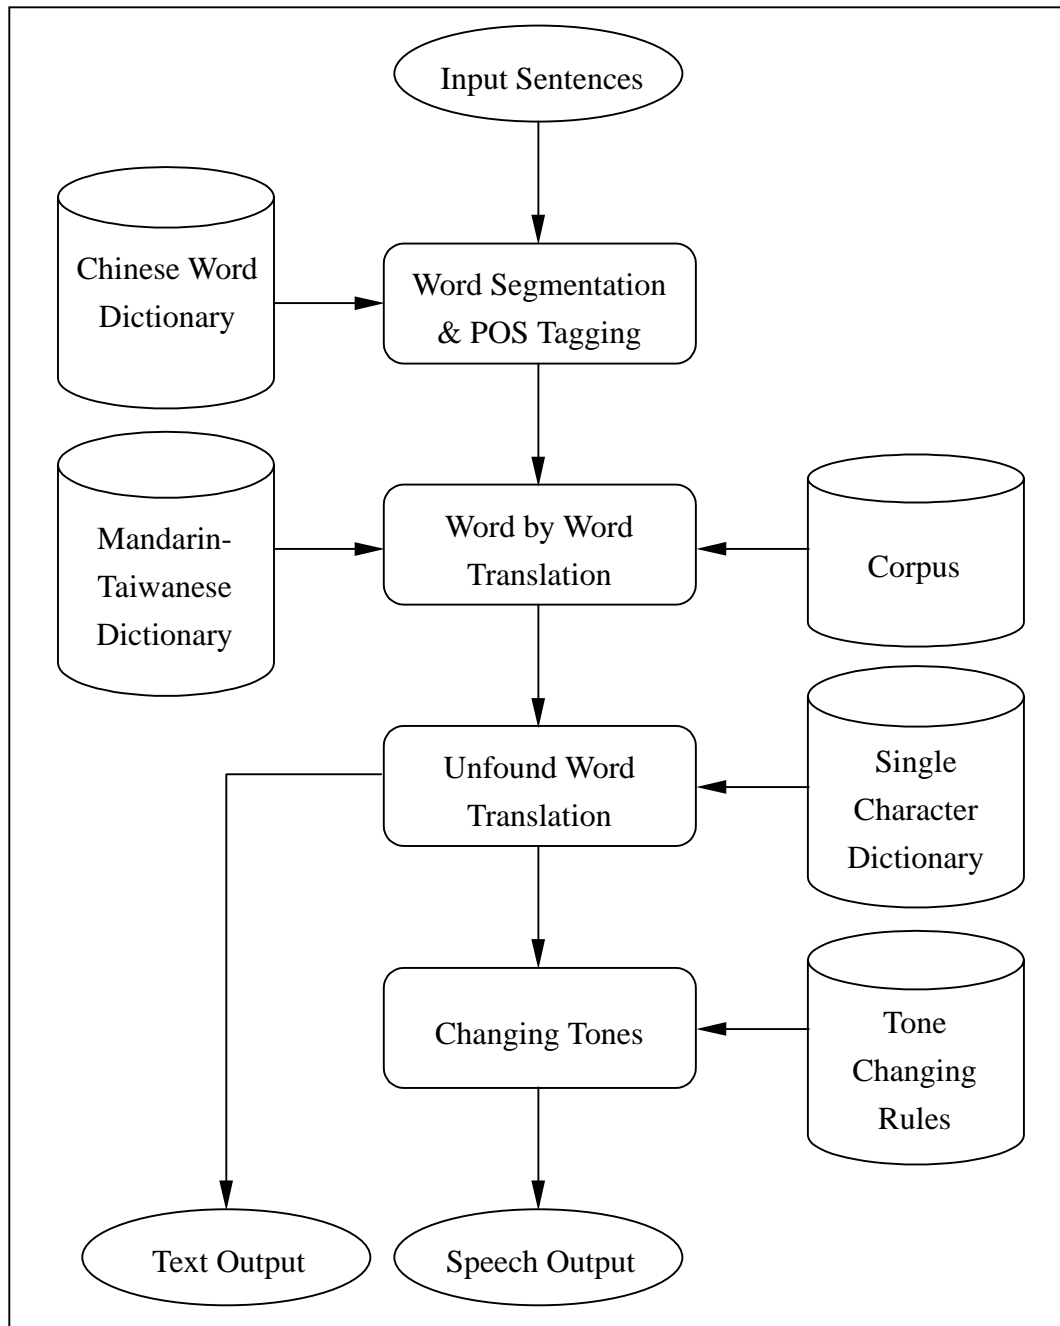 Input Sentences
Chinese Word
Dictionary
Word Segmentation
& POS Tagging
Mandarin-
Taiwanese
Dictionary
Word by Word
Translation
Corpus
Unfound Word
Translation
Single
Character
Dictionary
Changing Tones
Tone
Changing
Rules
Text Output
Speech Output